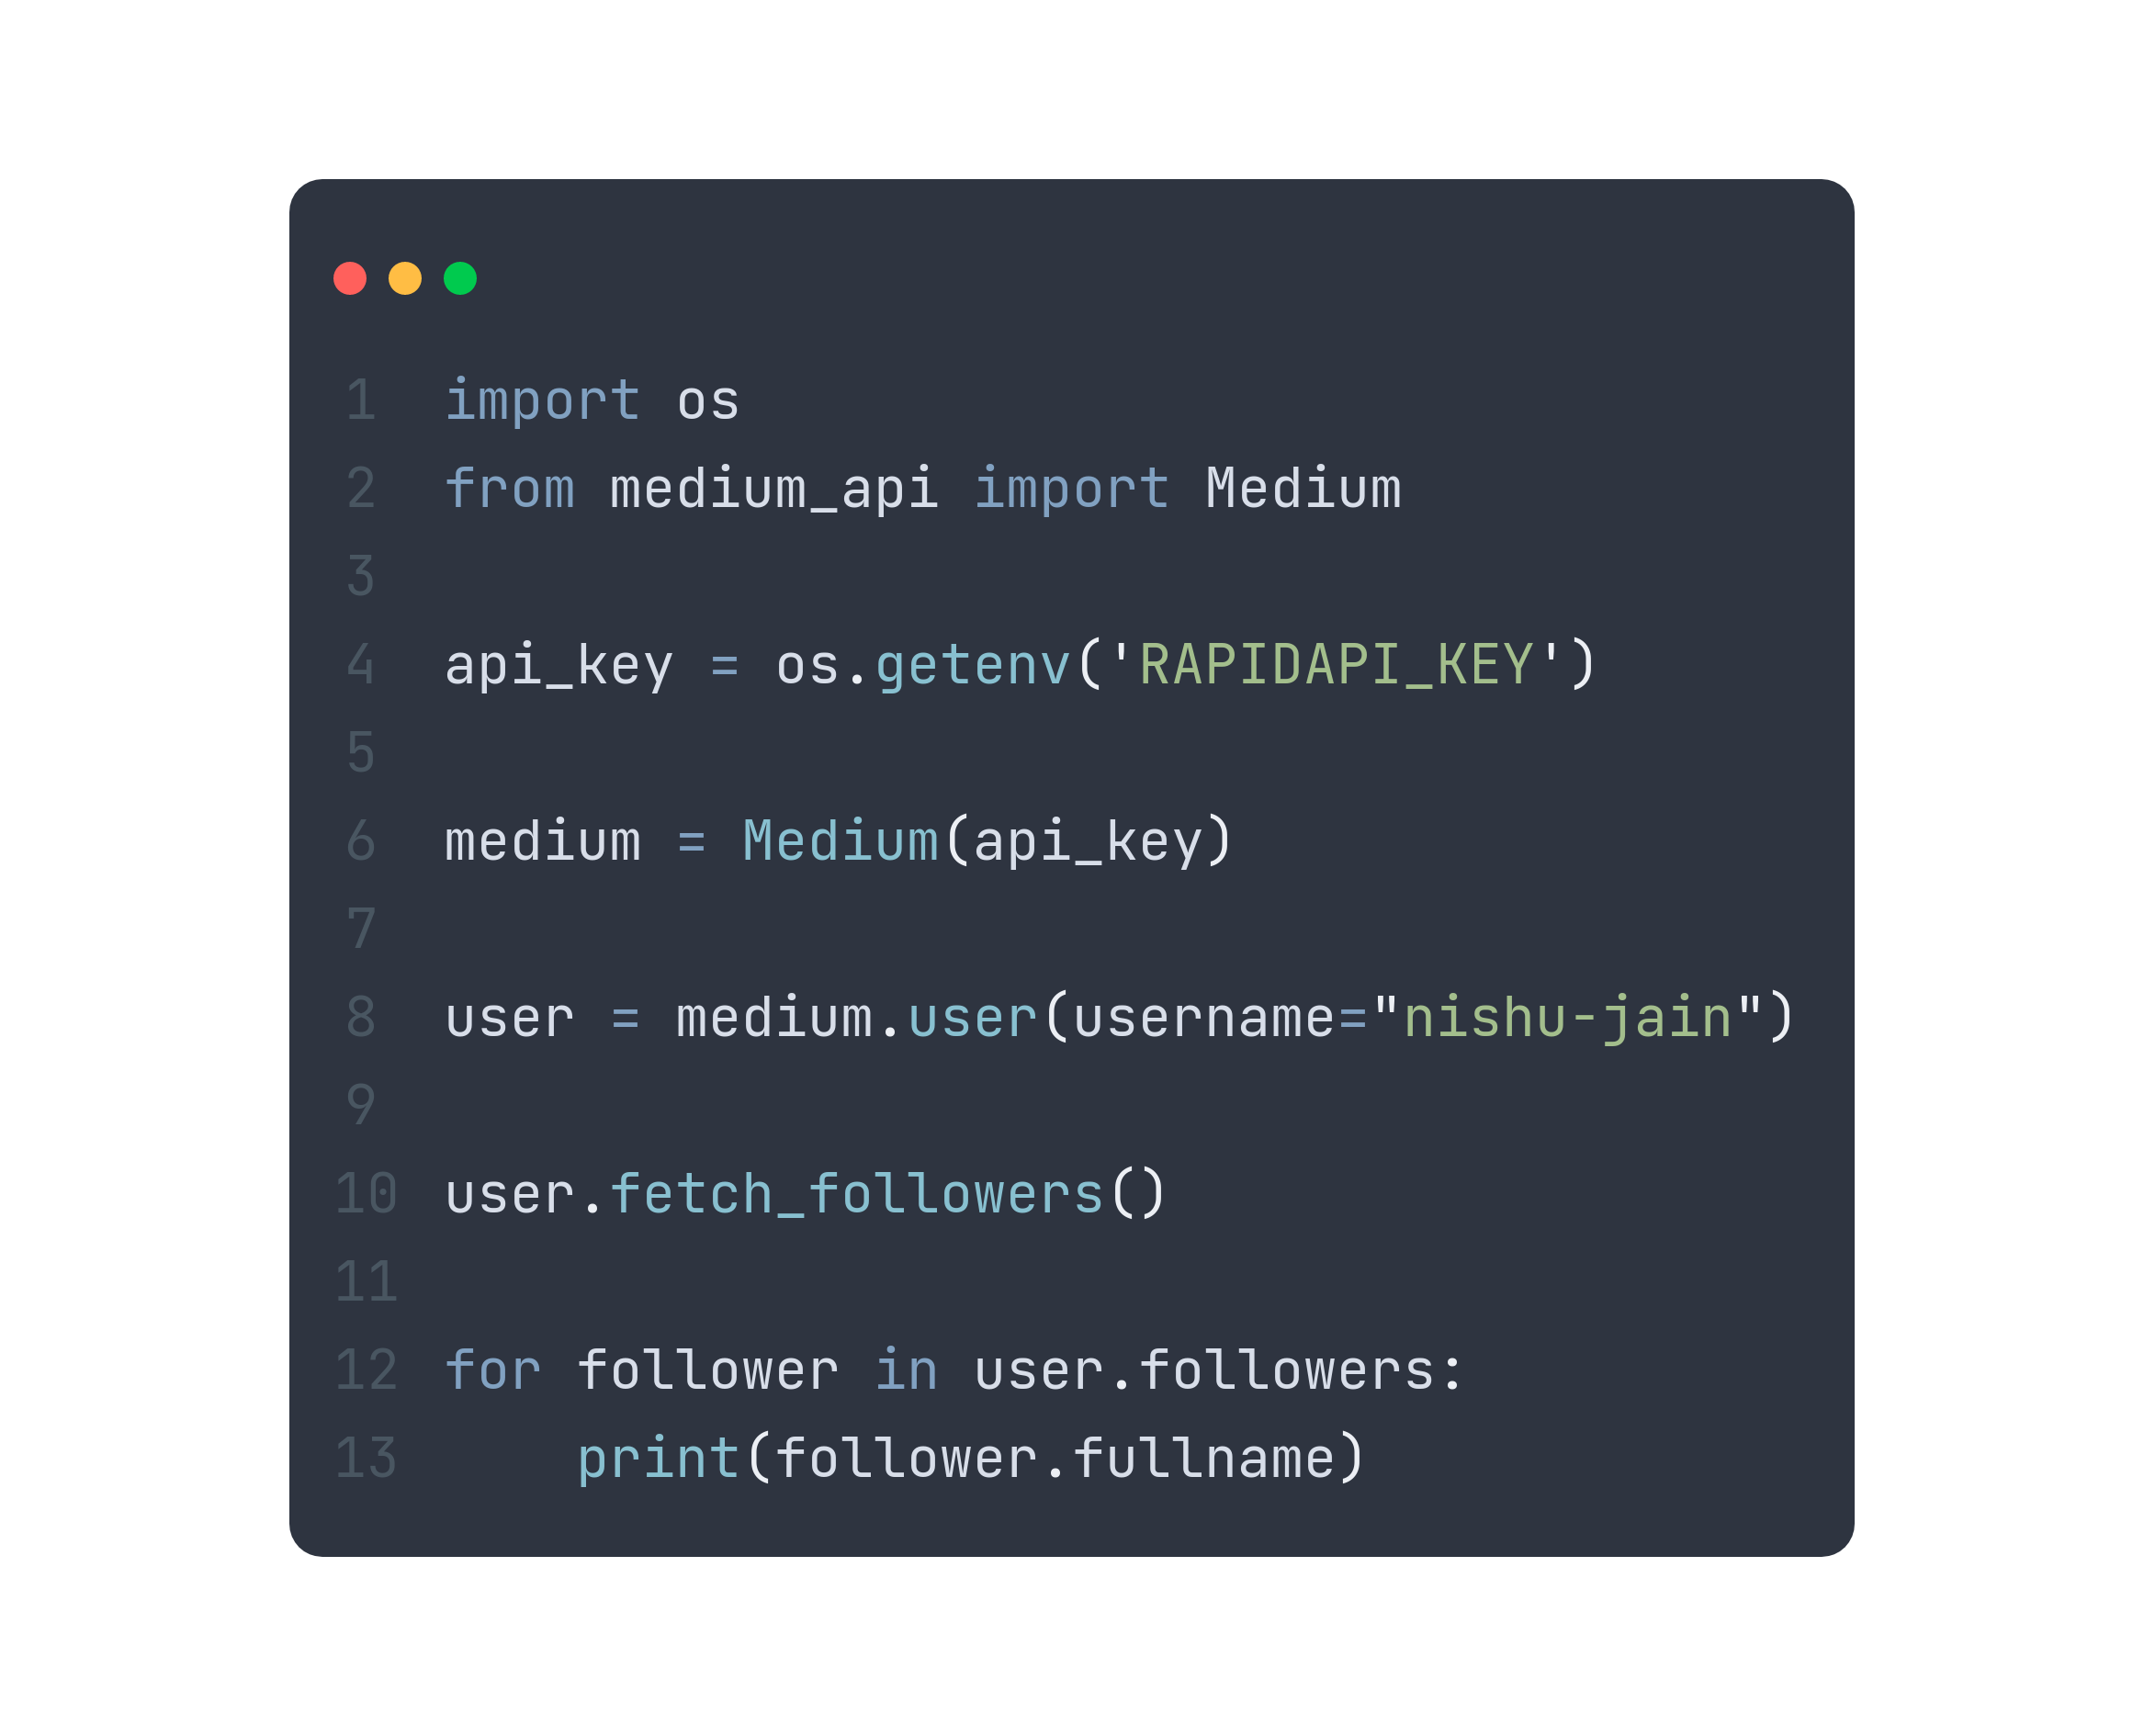 1 import os
2 from medium_api import Medium
3
4 api_key = os.getenv('RAPIDAPI_KEY')
5
6 medium = Medium(api_key)
7
8 user = medium.user(username="nishu-jain")
9
10 user.fetch_followers()
11
12 for follower in user.followers:
13     print(follower.fullname)